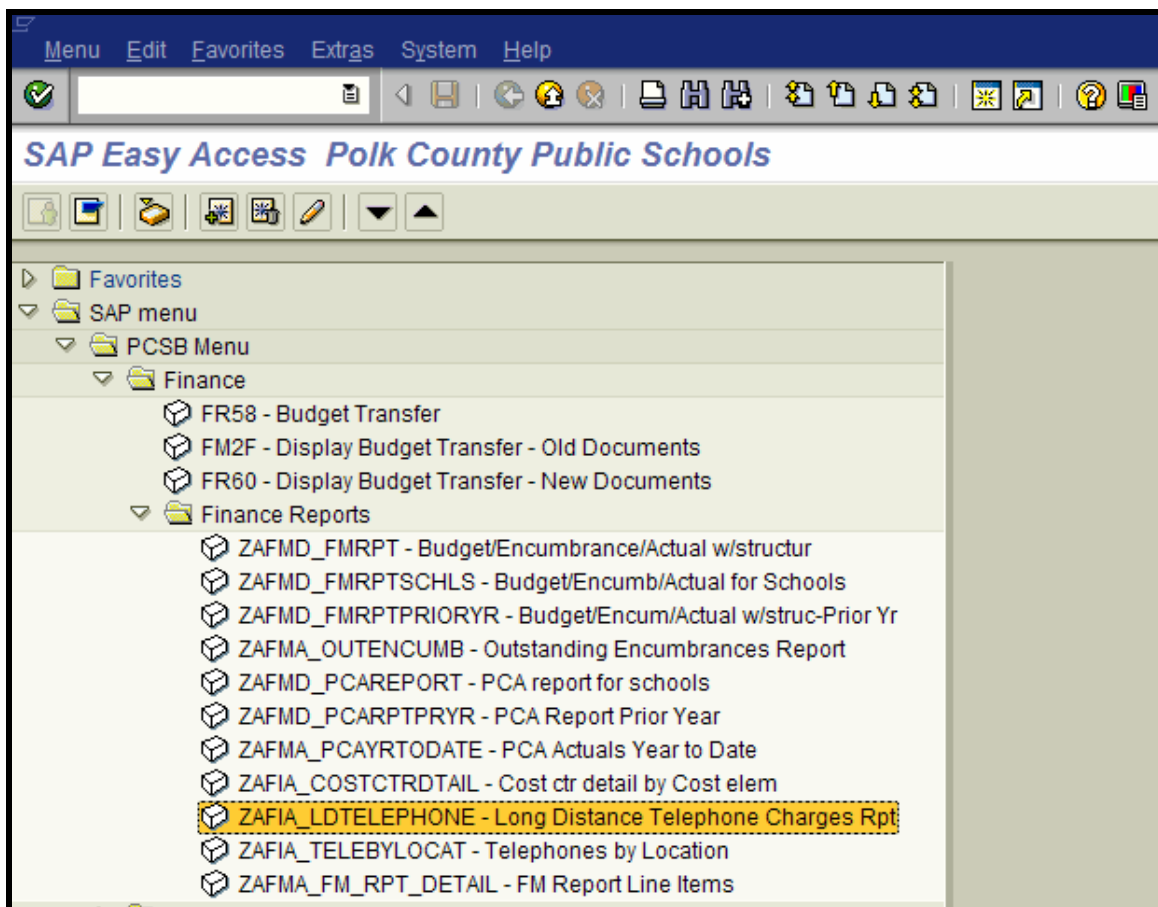 Menu Edit Favorites Extras System Help
SAP Easy Access Polk County Public Schools
Favorites
SAP menu
PCSB Menu
Finance
FR58 - Budget Transfer
FM2F - Display Budget Transfer - Old Documents
FR60 - Display Budget Transfer - New Documents
Finance Reports
ZAFMD_FMRPT - Budget/Encumbrance/Actual w/structur
ZAFMD_FMRPTSCHLS - Budget/Encumb/Actual for Schools
ZAFMD_FMRPTPRIORYR - Budget/Encum/Actual w/struc-Prior Yr
ZAFMA_OUTENCUMB - Outstanding Encumbrances Report
ZAFMD_PCAREPORT - PCA report for schools
ZAFMD_PCARPTPRYR - PCA Report Prior Year
ZAFMA_PCAYRTODATE - PCA Actuals Year to Date
ZAFIA_COSTCTRDTAIL - Cost ctr detail by Cost elem
ZAFIA_LDTELEPHONE - Long Distance Telephone Charges Rpt
ZAFIA_TELEBYLOCAT - Telephones by Location
ZAFMA_FM_RPT_DETAIL - FM Report Line Items